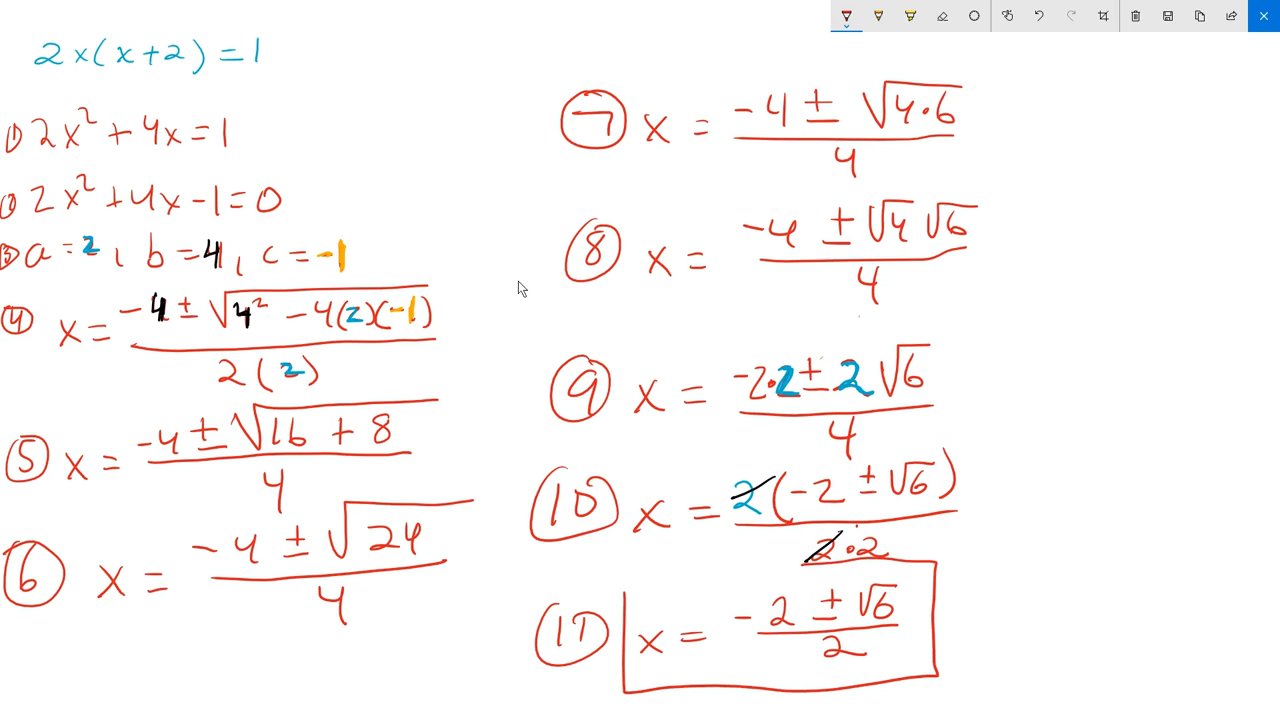 2x(x+2)=1
① 2x² + 4x = 1
② 2x² + 4x - 1 = 0
③ a = 2, b = 4, c = -1
④ x = (-4 ± √(4² - 4(2)(-1))) / 2(2)
⑤ x = (-4 ± √(16 + 8)) / 4
⑥ x = (-4 ± √24) / 4
⑦ x = (-4 ± √(4·6)) / 4
⑧ x = (-4 ± √4 √6) / 4
⑨ x = (-2·2 ± 2√6) / 4
⑩ x = 2(-2 ± √6) / 2·2
⑪ x = (-2 ± √6) / 2